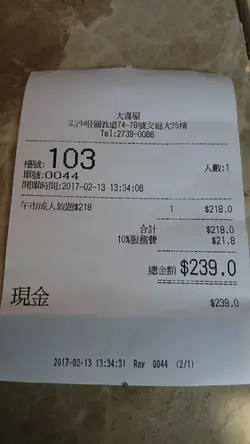 大喜屋
尖沙咀廣東道74-78號文遜大?5樓
Tel:2739-0086
檯號: 103
單號:0044
人數:1
開單時間:2017-02-13 13:34:06
午市成人放題$218 1 $218.0
合計 $218.0
10%服務費 $21.8
總金額 $239.0
現金 $239.0
2017-02-13 13:34:31 Ray 0044 (2/1)